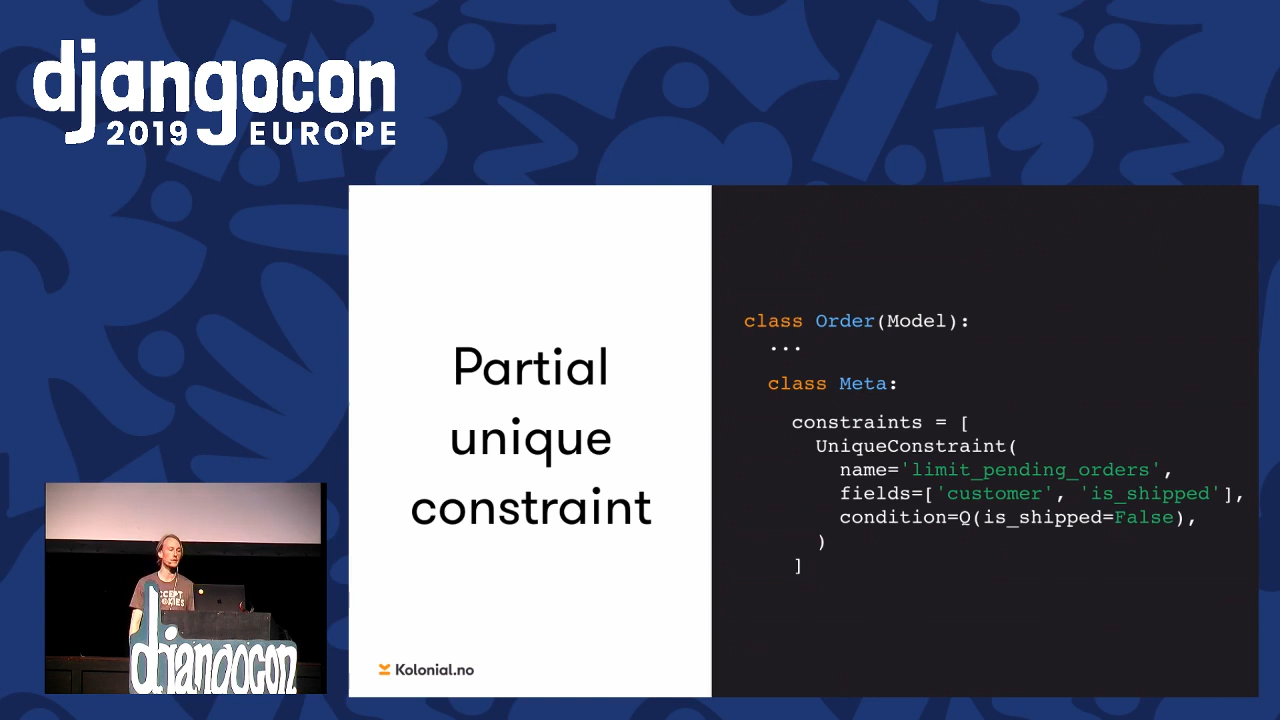 djangocon
2019 EUROPE
Partial
unique
constraint
Kolonial.no
class Order(Model):
...
class Meta:
constraints = [
UniqueConstraint(
name='limit_pending_orders',
fields=['customer', 'is_shipped'],
condition=Q(is_shipped=False),
)
]
djangocon